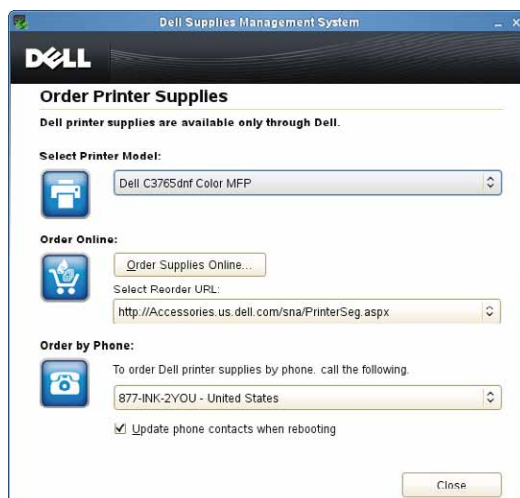 Dell Supplies Management System
DELL
Order Printer Supplies
Dell printer supplies are available only through Dell.
Select Printer Model:
Dell C3765dnf Color MFP
Order Online:
Order Supplies Online...
Select Reorder URL:
http://Accessories.us.dell.com/sna/PrinterSeg.aspx
Order by Phone:
To order Dell printer supplies by phone. call the following.
877-INK-2YOU - United States
Update phone contacts when rebooting
Close